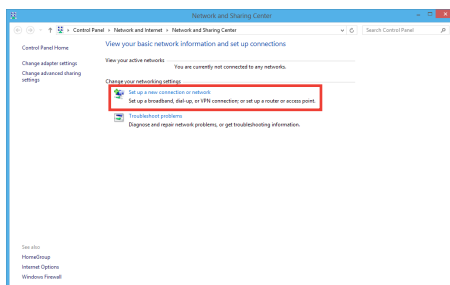 Network and Sharing Center
Control Panel Network and Internet Network and Sharing Center
Search Control Panel
Control Panel Home
Change adapter settings
Change advanced sharing
settings
View your basic network information and set up connections
View your active networks
You are currently not connected to any networks.
Change your networking settings
Set up a new connection or network
Set up a broadband, dial-up, or VPN connection; or set up a router or access point.
Troubleshoot problems
Diagnose and repair network problems, or get troubleshooting information.
See also
HomeGroup
Internet Options
Windows Firewall